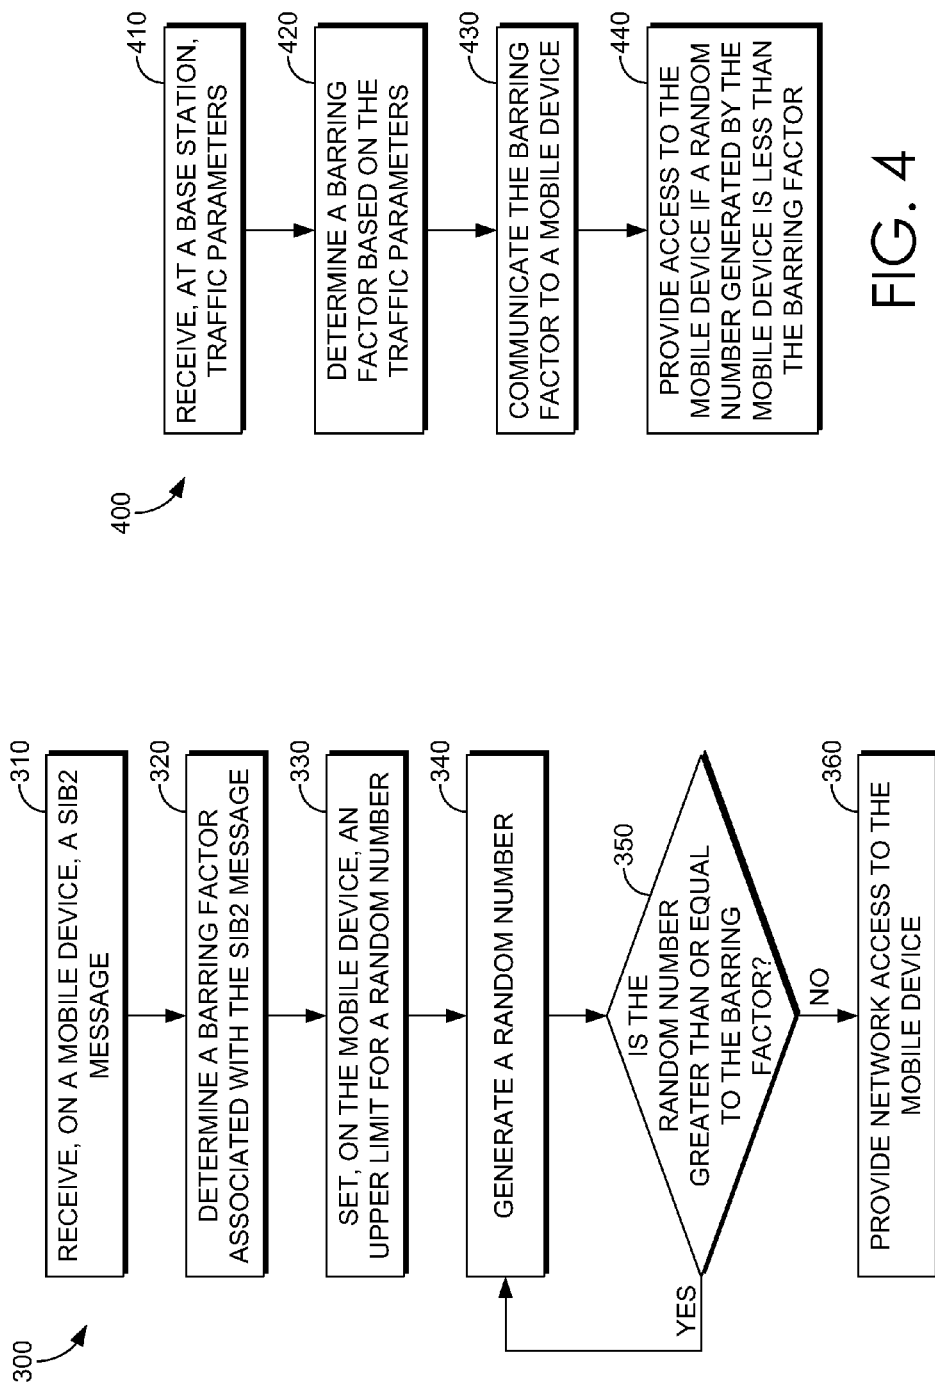 300
310
RECEIVE, ON A MOBILE DEVICE, A SIB2
MESSAGE
320
DETERMINE A BARRING FACTOR
ASSOCIATED WITH THE SIB2 MESSAGE
330
SET, ON THE MOBILE DEVICE, AN
UPPER LIMIT FOR A RANDOM NUMBER
340
GENERATE A RANDOM NUMBER
350
IS THE
RANDOM NUMBER
GREATER THAN OR EQUAL
TO THE BARRING
FACTOR?
YES
NO
360
PROVIDE NETWORK ACCESS TO THE
MOBILE DEVICE
400
410
RECEIVE, AT A BASE STATION,
TRAFFIC PARAMETERS
420
DETERMINE A BARRING
FACTOR BASED ON THE
TRAFFIC PARAMETERS
430
COMMUNICATE THE BARRING
FACTOR TO A MOBILE DEVICE
440
PROVIDE ACCESS TO THE
MOBILE DEVICE IF A RANDOM
NUMBER GENERATED BY THE
MOBILE DEVICE IS LESS THAN
THE BARRING FACTOR
FIG. 4